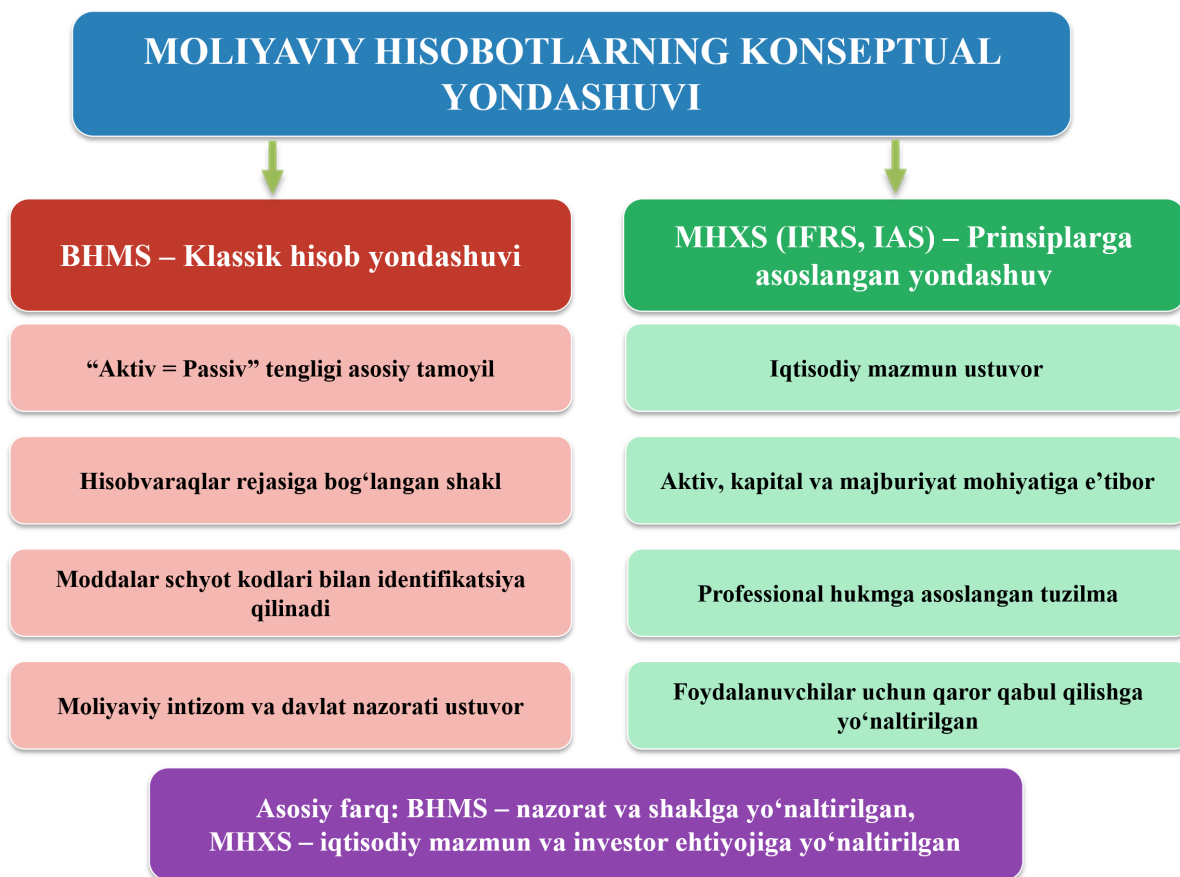 MOLIYAVIY HISOBOTLARNING KONSEPTUAL
YONDASHUVI
BHMS – Klassik hisob yondashuvi
“Aktiv = Passiv” tengligi asosiy tamoyil
Hisobvaraqlar rejasiga bog‘langan shakl
Moddalar schyot kodlari bilan identifikatsiya
qilinadi
Moliyaviy intizom va davlat nazorati ustuvor
MHXS (IFRS, IAS) – Prinsiplarga
asoslangan yondashuv
Iqtisodiy mazmun ustuvor
Aktiv, kapital va majburiyat mohiyatiga e’tibor
Professional hukmga asoslangan tuzilma
Foydalanuvchilar uchun qaror qabul qilishga
yo‘naltirilgan
Asosiy farq: BHMS – nazorat va shaklga yo‘naltirilgan,
MHXS – iqtisodiy mazmun va investor ehtiyojiga yo‘naltirilgan